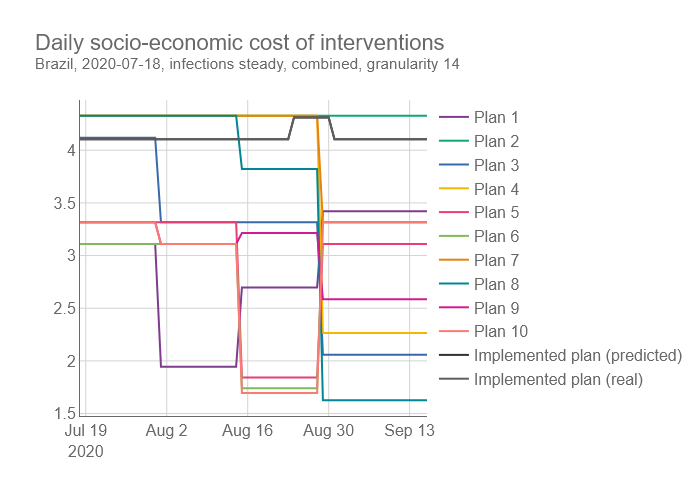 Daily socio-economic cost of interventions
Brazil, 2020-07-18, infections steady, combined, granularity 14
4
3.5
3
2.5
2
1.5
Jul 19
2020
Aug 2
Aug 16
Aug 30
Sep 13
Plan 1
Plan 2
Plan 3
Plan 4
Plan 5
Plan 6
Plan 7
Plan 8
Plan 9
Plan 10
Implemented plan (predicted)
Implemented plan (real)